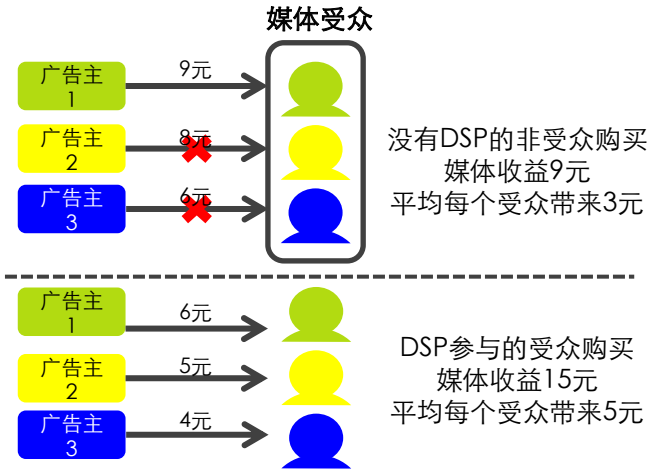 媒体受众
广告主
1
9元
广告主
2
8元
广告主
3
6元
没有DSP的非受众购买
媒体收益9元
平均每个受众带来3元
广告主
1
6元
广告主
2
5元
广告主
3
4元
DSP参与的受众购买
媒体收益15元
平均每个受众带来5元